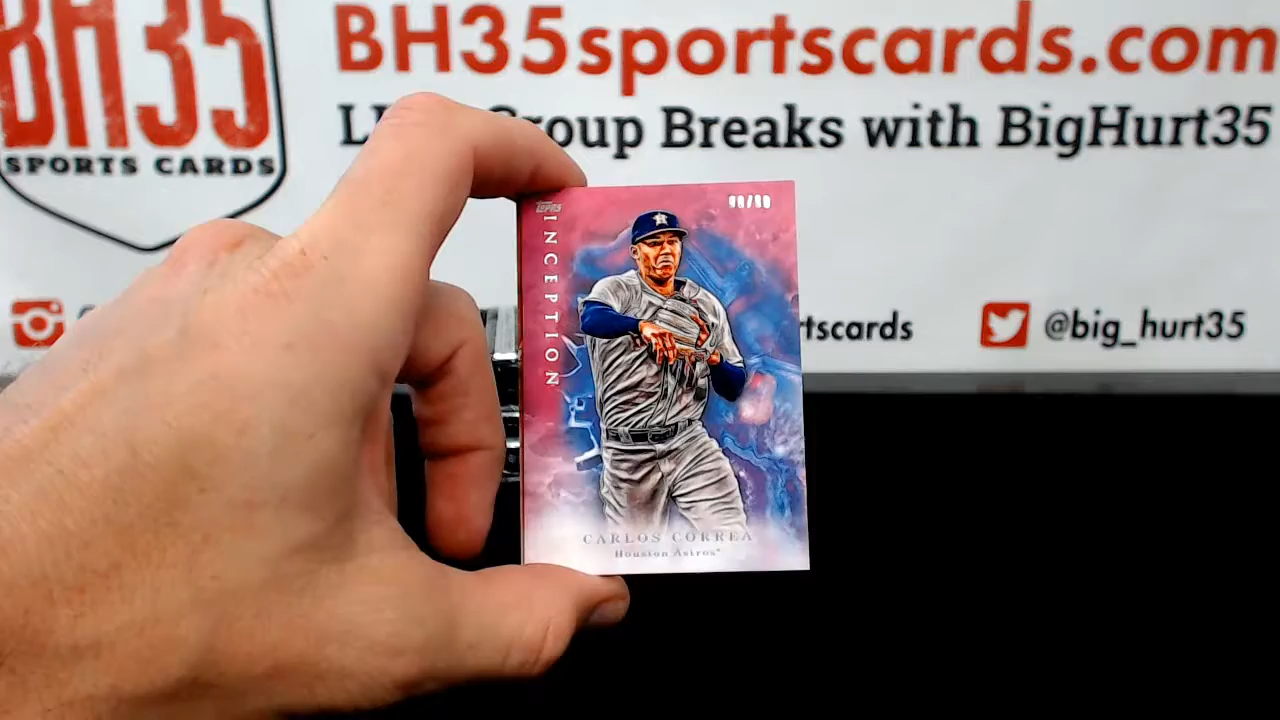 BH35
SPORTS CARDS
BH35sportscards.com
Group Breaks with BigHurt35
rtscards
@big_hurt35
Topps
INCEPTION
CARLOS CORREA
Houston Astros®